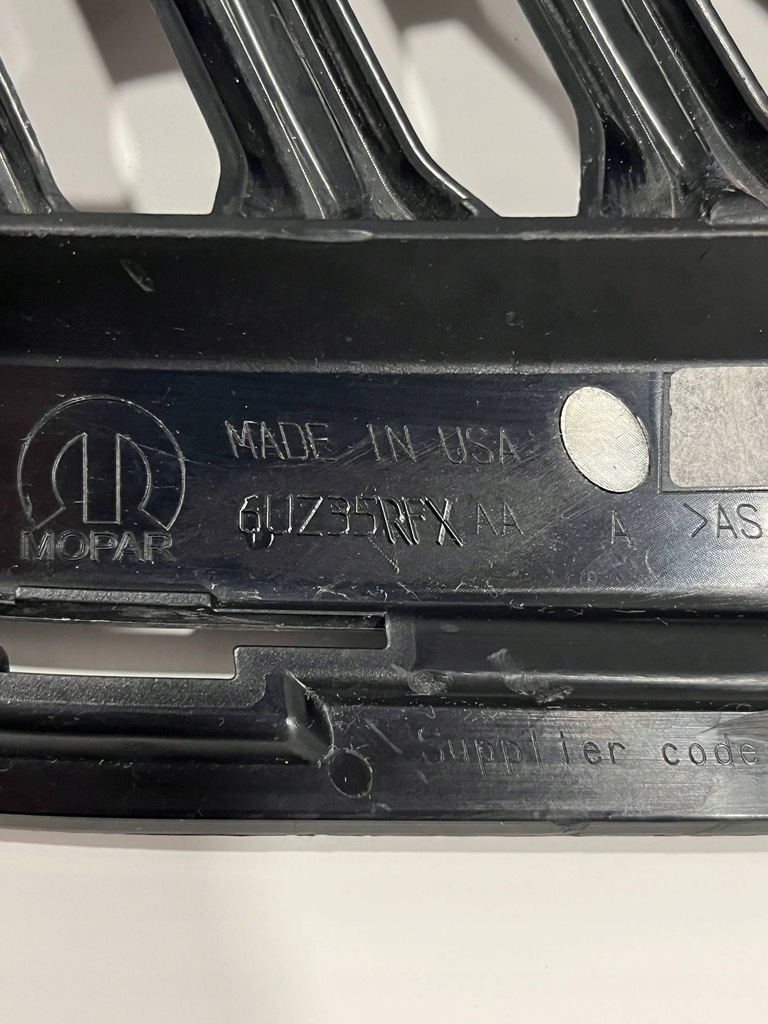 MADE IN USA
MOPAR
6UZ35RFX AA A >AS
Supplier code